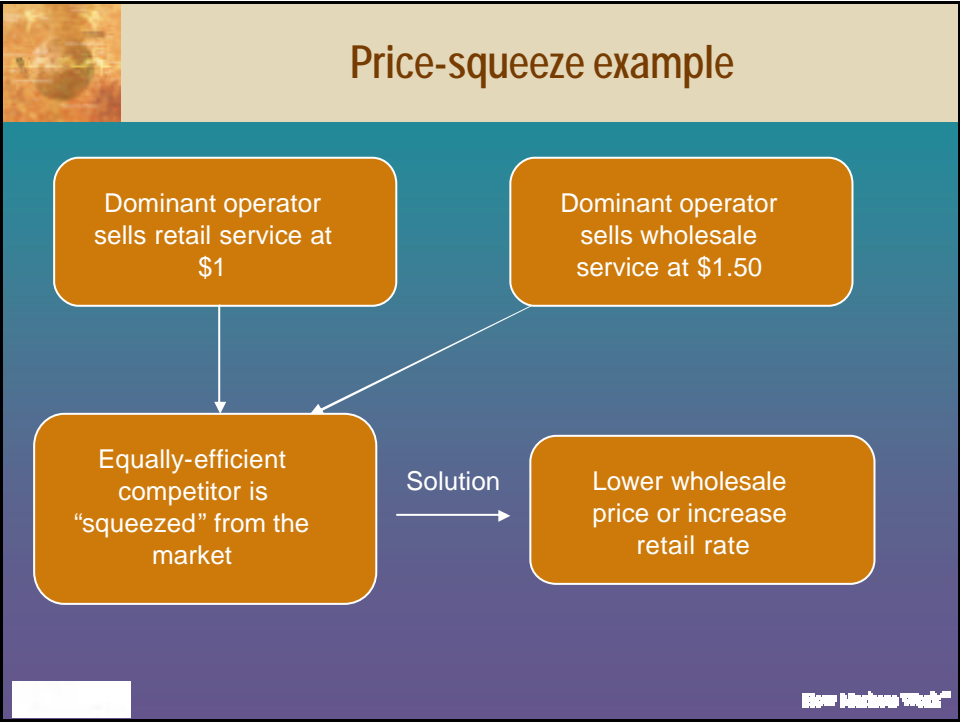 Price-squeeze example
Dominant operator
sells retail service at
$1
Dominant operator
sells wholesale
service at $1.50
Equally-efficient
competitor is
“squeezed” from the
market
Solution
Lower wholesale
price or increase
retail rate